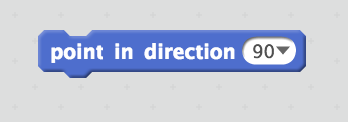 point in direction 90